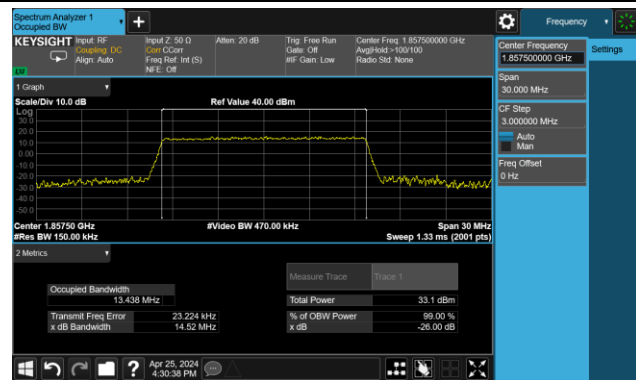 Spectrum Analyzer 1
Occupied BW
+
Frequency
KEYSIGHT
Input: RF
Coupling: DC
Align: Auto
Input Z: 50 Ω
Corr CCorr
Freq Ref: Int (S)
NFE: Off
Atten: 20 dB
Trig: Free Run
Gate: Off
#IF Gain: Low
Center Freq: 1.857500000 GHz
Avg|Hold:>100/100
Radio Std: None
Center Frequency
1.857500000 GHz
Settings
Span
30.000 MHz
CF Step
3.000000 MHz
Auto
Man
Freq Offset
0 Hz
1 Graph
Scale/Div 10.0 dB
Ref Value 40.00 dBm
Log
30.0
20.0
10.0
0.00
-10.0
-20.0
-30.0
-40.0
-50.0
Center 1.85750 GHz
#Video BW 470.00 kHz
Span 30 MHz
#Res BW 150.00 kHz
Sweep 1.33 ms (2001 pts)
2 Metrics
Measure Trace
Trace 1
Occupied Bandwidth
13.438 MHz
Total Power
33.1 dBm
Transmit Freq Error
23.224 kHz
% of OBW Power
99.00 %
x dB Bandwidth
14.52 MHz
x dB
-26.00 dB
?
Apr 25, 2024
4:30:38 PM